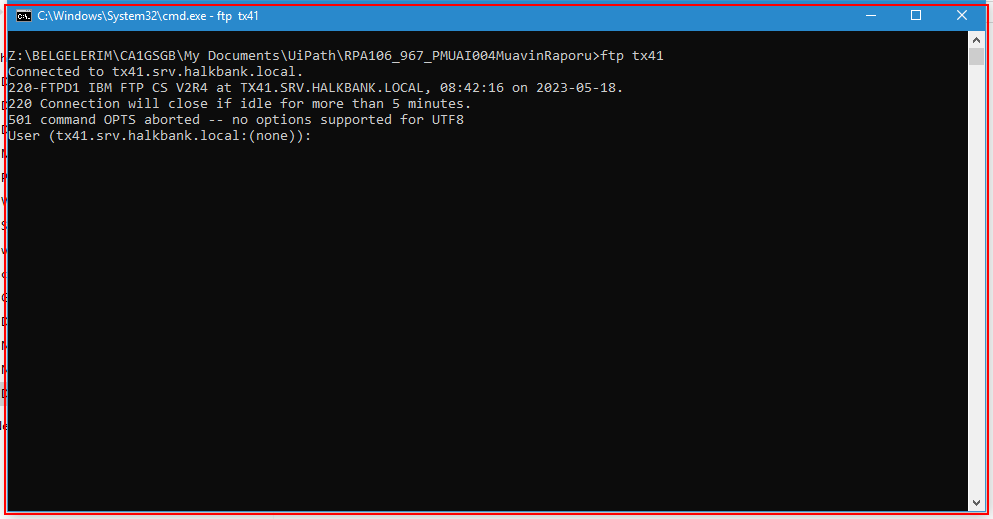 C:\Windows\System32\cmd.exe - ftp tx41
Z:\BELGELERIM\CA1GSGB\My Documents\UiPath\RPA106_967_PMUAI004MuavinRaporu>ftp tx41
Connected to tx41.srv.halkbank.local.
220-FTPD1 IBM FTP CS V2R4 at TX41.SRV.HALKBANK.LOCAL, 08:42:16 on 2023-05-18.
220 Connection will close if idle for more than 5 minutes.
501 command OPTS aborted -- no options supported for UTF8
User (tx41.srv.halkbank.local:(none)):